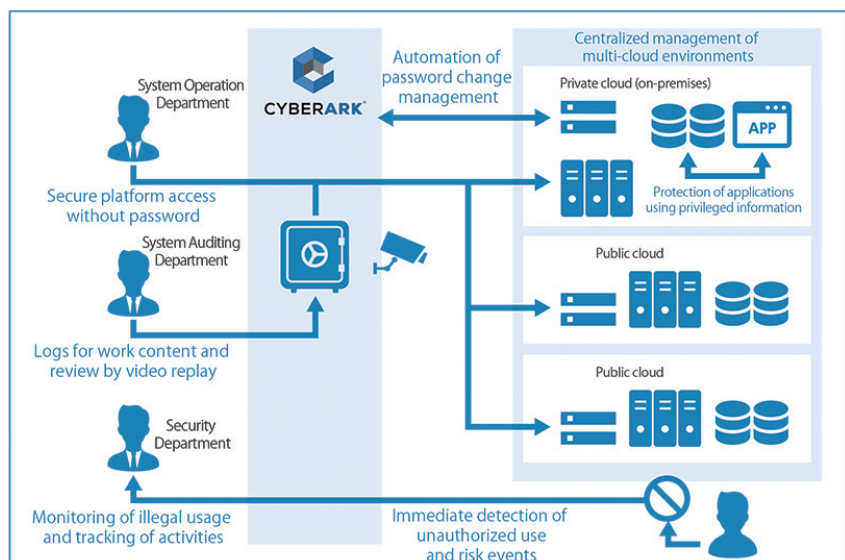 System Operation
Department
Secure platform access
without password
System Auditing
Department
Logs for work content and
review by video replay
Security
Department
Monitoring of illegal usage
and tracking of activities
CYBERARK®
Automation of
password change
management
Immediate detection of
unauthorized use
and risk events
Centralized management of
multi-cloud environments
Private cloud (on-premises)
APP
Protection of applications
using privileged information
Public cloud
Public cloud